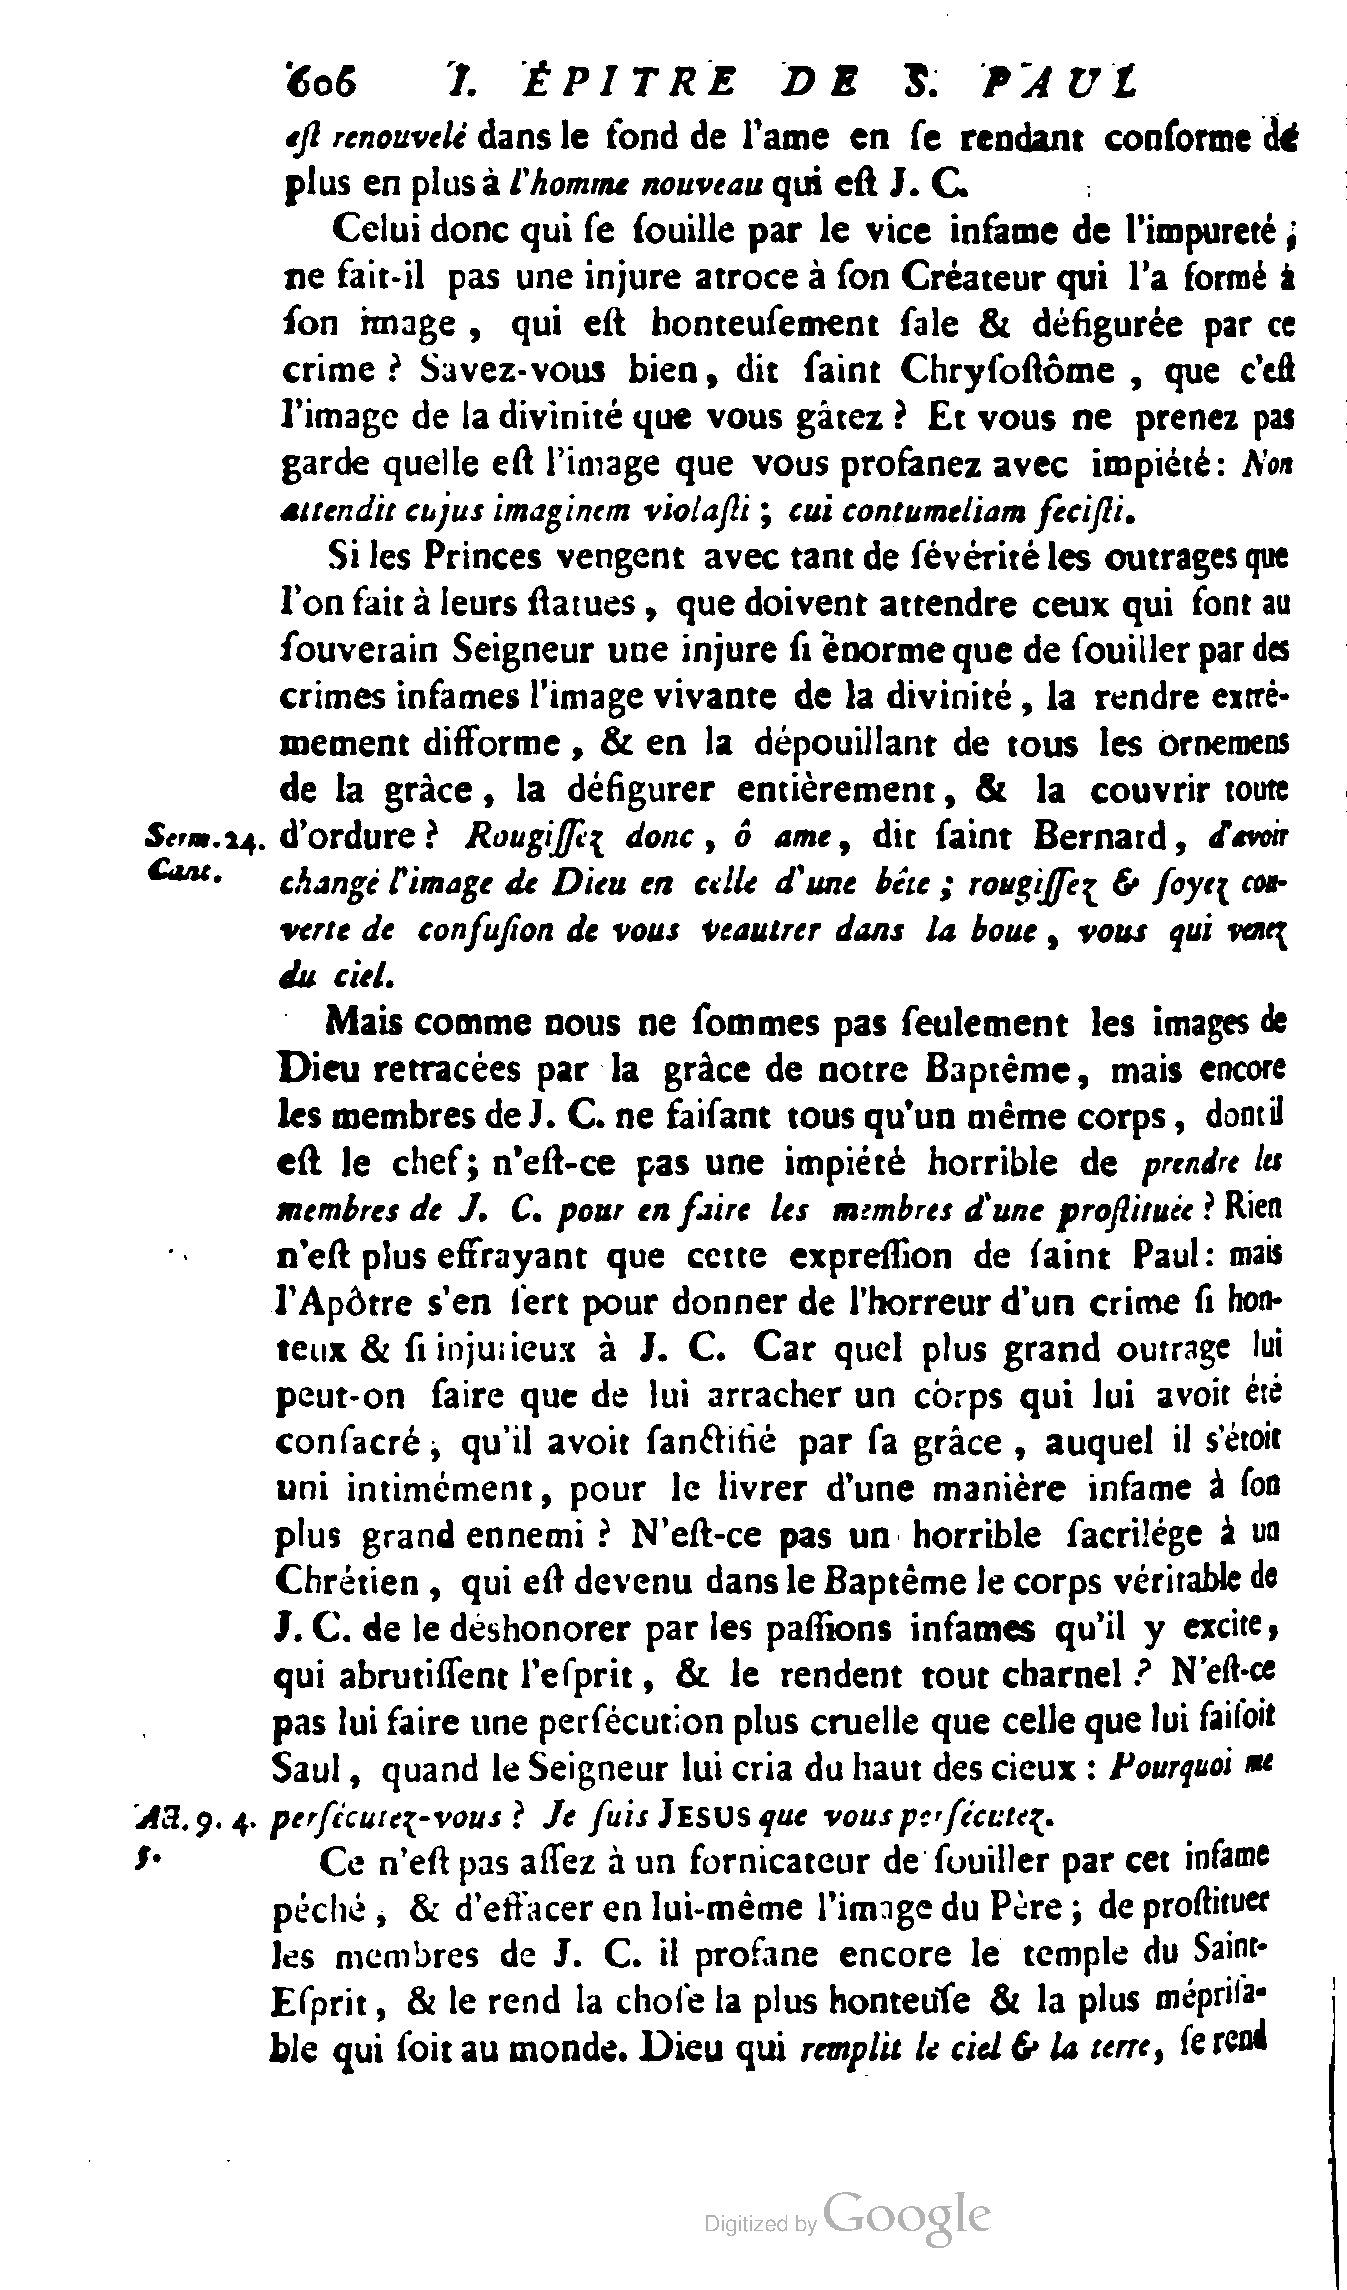 606 I. ÉPITRE DE S. PAUL
eſt renouvelé dans le fond de l'ame en ſe rendant conforme de
plus en plus à l'homme nouveau qui eſt J. C.
Celui donc qui ſe ſouille par le vice infame de l'impureté ;
ne fait-il pas une injure atroce à ſon Créateur qui l'a formé à
ſon image , qui eſt honteuſement ſale & défigurée par ce
crime ? Savez-vous bien, dit ſaint Chryſoſtôme , que c'eſt
l'image de la divinité que vous gâtez ? Et vous ne prenez pas
garde quelle eſt l'image que vous profanez avec impiété: Non
attendit cujus imaginem violaſti ; cui contumeliam feciſti.
Si les Princes vengent avec tant de ſévérité les outrages que
l'on fait à leurs ſtatues , que doivent attendre ceux qui font au
ſouverain Seigneur une injure ſi énorme que de ſouiller par des
crimes infames l'image vivante de la divinité , la rendre extrê-
mement difforme , & en la dépouillant de tous les ornemens
de la grâce , la défigurer entièrement, & la couvrir toute
Serm.24. d'ordure ? Rougiſſez donc , ô ame, dit ſaint Bernard, d'avoir
Cant. changé l'image de Dieu en celle d'une bête ; rougiſſez & ſoyez cou-
verte de confuſion de vous veautrer dans la boue , vous qui venez
du ciel.
Mais comme nous ne ſommes pas ſeulement les images de
Dieu retracées par la grâce de notre Baptême, mais encore
les membres de J. C. ne faiſant tous qu'un même corps , dont il
eſt le chef; n'eſt-ce pas une impiété horrible de prendre les
membres de J. C. pour en faire les membres d'une proſtituée ? Rien
n'eſt plus effrayant que cette expreſſion de ſaint Paul: mais
l'Apôtre s'en ſert pour donner de l'horreur d'un crime ſi hon-
teux & ſi injurieux à J. C. Car quel plus grand outrage lui
peut-on faire que de lui arracher un corps qui lui avoit été
conſacré , qu'il avoit ſanctifié par ſa grâce , auquel il s'étoit
uni intimément, pour le livrer d'une manière infame à ſon
plus grand ennemi ? N'eſt-ce pas un horrible ſacrilége à un
Chrétien , qui eſt devenu dans le Baptême le corps véritable de
J. C. de le déshonorer par les paſſions infames qu'il y excite,
qui abrutiſſent l'eſprit , & le rendent tout charnel ? N'eſt-ce
pas lui faire une perſécution plus cruelle que celle que lui faiſoit
Saul , quand le Seigneur lui cria du haut des cieux : Pourquoi me
Act. 9. 4. perſécutez-vous ? Je ſuis JESUS que vous perſécutez.
5. Ce n'eſt pas aſſez à un fornicateur de ſouiller par cet infame
péché , & d'effacer en lui-même l'image du Père ; de proſtituer
les membres de J. C. il profane encore le temple du Saint-
Eſprit , & le rend la choſe la plus honteuſe & la plus mépriſa-
ble qui ſoit au monde. Dieu qui remplit le ciel & la terre, ſe rend
Digitized by Google